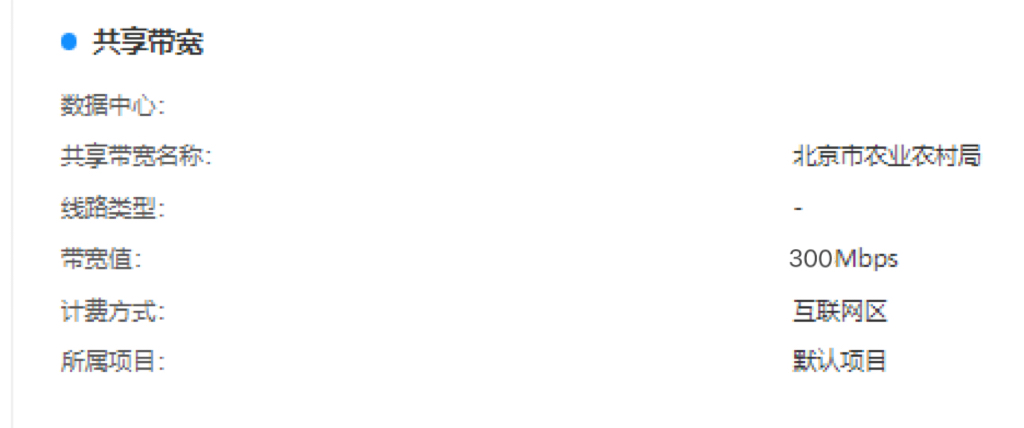 共享带宽
数据中心：
共享带宽名称： 北京市农业农村局
线路类型： -
带宽值： 300Mbps
计费方式： 互联网区
所属项目： 默认项目